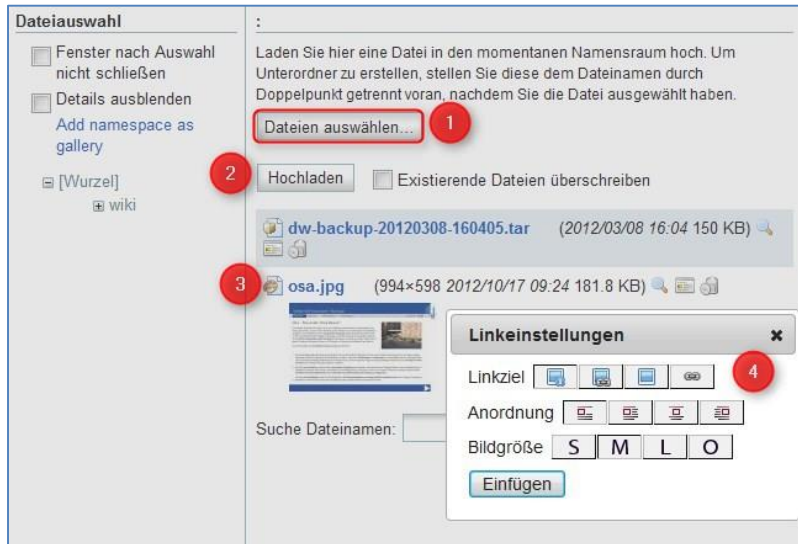 Dateiauswahl
:
Fenster nach Auswahl
nicht schließen
Details ausblenden
Add namespace as
gallery
[Wurzel]
wiki
Laden Sie hier eine Datei in den momentanen Namensraum hoch. Um
Unterordner zu erstellen, stellen Sie diese dem Dateinamen durch
Doppelpunkt getrennt voran, nachdem Sie die Datei ausgewählt haben.
Dateien auswählen... 1
2 Hochladen Existierende Dateien überschreiben
dw-backup-20120308-160405.tar (2012/03/08 16:04 150 KB)
3 osa.jpg (994×598 2012/10/17 09:24 181.8 KB)
Linkeinstellungen
Linkziel 4
Anordnung
Bildgröße S M L O
Einfügen
Suche Dateinamen: